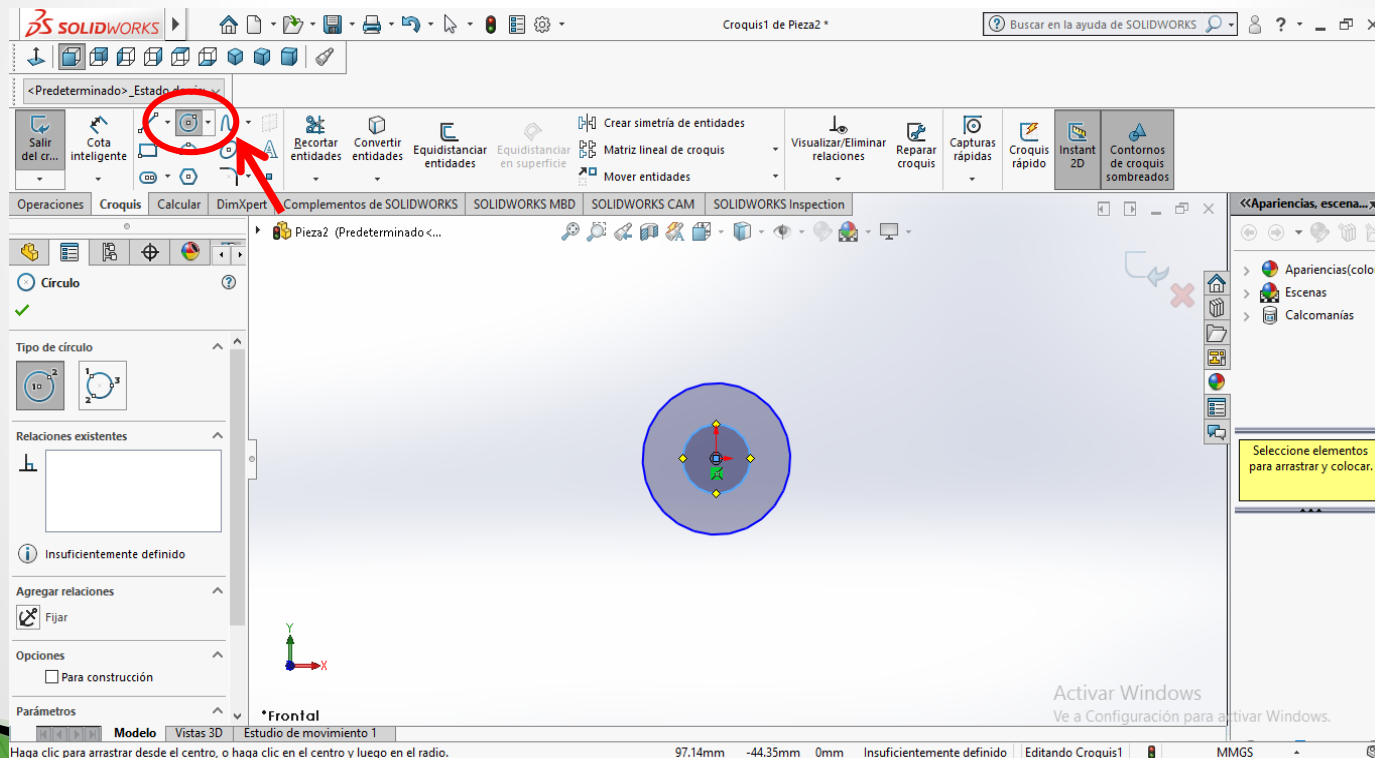 SOLIDWORKS
Croquis1 de Pieza2 *
Buscar en la ayuda de SOLIDWORKS
<Predeterminado>_Estado
Salir del cr...
Cota inteligente
Recortar entidades
Convertir entidades
Equidistanciar entidades
Equidistanciar en superficie
Crear simetría de entidades
Matriz lineal de croquis
Mover entidades
Visualizar/Eliminar relaciones
Reparar croquis
Capturas rápidas
Croquis rápido
Instant 2D
Contornos de croquis sombreados
Operaciones
Croquis
Calcular
DimXpert
Complementos de SOLIDWORKS
SOLIDWORKS MBD
SOLIDWORKS CAM
SOLIDWORKS Inspection
<<Apariencias, escena...
Pieza2 (Predeterminado<...
Círculo
Tipo de círculo
Relaciones existentes
Insuficientemente definido
Agregar relaciones
Fijar
Opciones
Para construcción
Parámetros
Y
X
*Frontal
Apariencias(colo
Escenas
Calcomanías
Seleccione elementos
para arrastrar y colocar.
Activar Windows
Ve a Configuración para activar Windows.
Modelo
Vistas 3D
Estudio de movimiento 1
Haga clic para arrastrar desde el centro, o haga clic en el centro y luego en el radio.
97.14mm -44.35mm 0mm Insuficientemente definido Editando Croquis1 MMGS